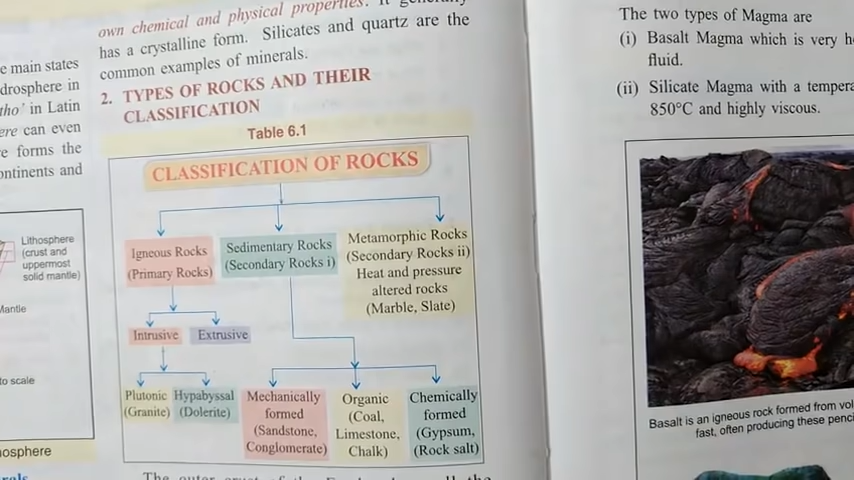 e main states
drosphere in
tho' in Latin
ere can even
e forms the
ontinents and
Lithosphere
(crust and
uppermost
solid mantle)
Mantle
to scale
nosphere
own chemical and physical properties.
has a crystalline form. Silicates and quartz are the
common examples of minerals.
2. TYPES OF ROCKS AND THEIR
CLASSIFICATION
Table 6.1
CLASSIFICATION OF ROCKS
Igneous Rocks
(Primary Rocks)
Sedimentary Rocks
(Secondary Rocks i)
Metamorphic Rocks
(Secondary Rocks ii)
Heat and pressure
altered rocks
(Marble, Slate)
Intrusive
Extrusive
Plutonic
(Granite)
Hypabyssal
(Dolerite)
Mechanically
formed
(Sandstone,
Conglomerate)
Organic
(Coal,
Limestone,
Chalk)
Chemically
formed
(Gypsum,
(Rock salt)
The two types of Magma are
(i) Basalt Magma which is very h
fluid.
(ii) Silicate Magma with a tempera
850°C and highly viscous.
Basalt is an igneous rock formed from vol
fast, often producing these penci